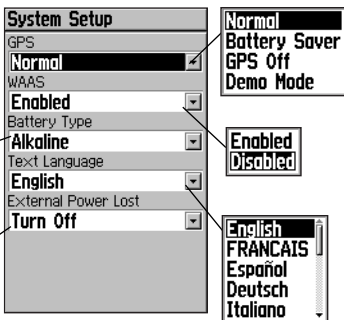 System Setup
GPS
Normal
WAAS
Enabled
Battery Type
Alkaline
Text Language
English
External Power Lost
Turn Off
Normal
Battery Saver
GPS Off
Demo Mode
Enabled
Disabled
English
FRANCAIS
Español
Deutsch
Italiano